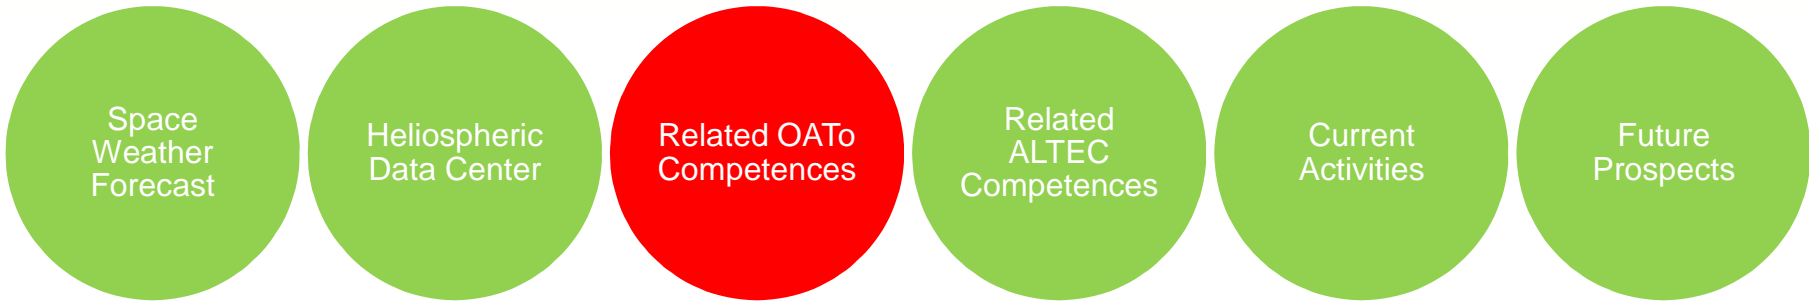 Space
Weather
Forecast
Heliospheric
Data Center
Related OATo
Competences
Related
ALTEC
Competences
Current
Activities
Future
Prospects